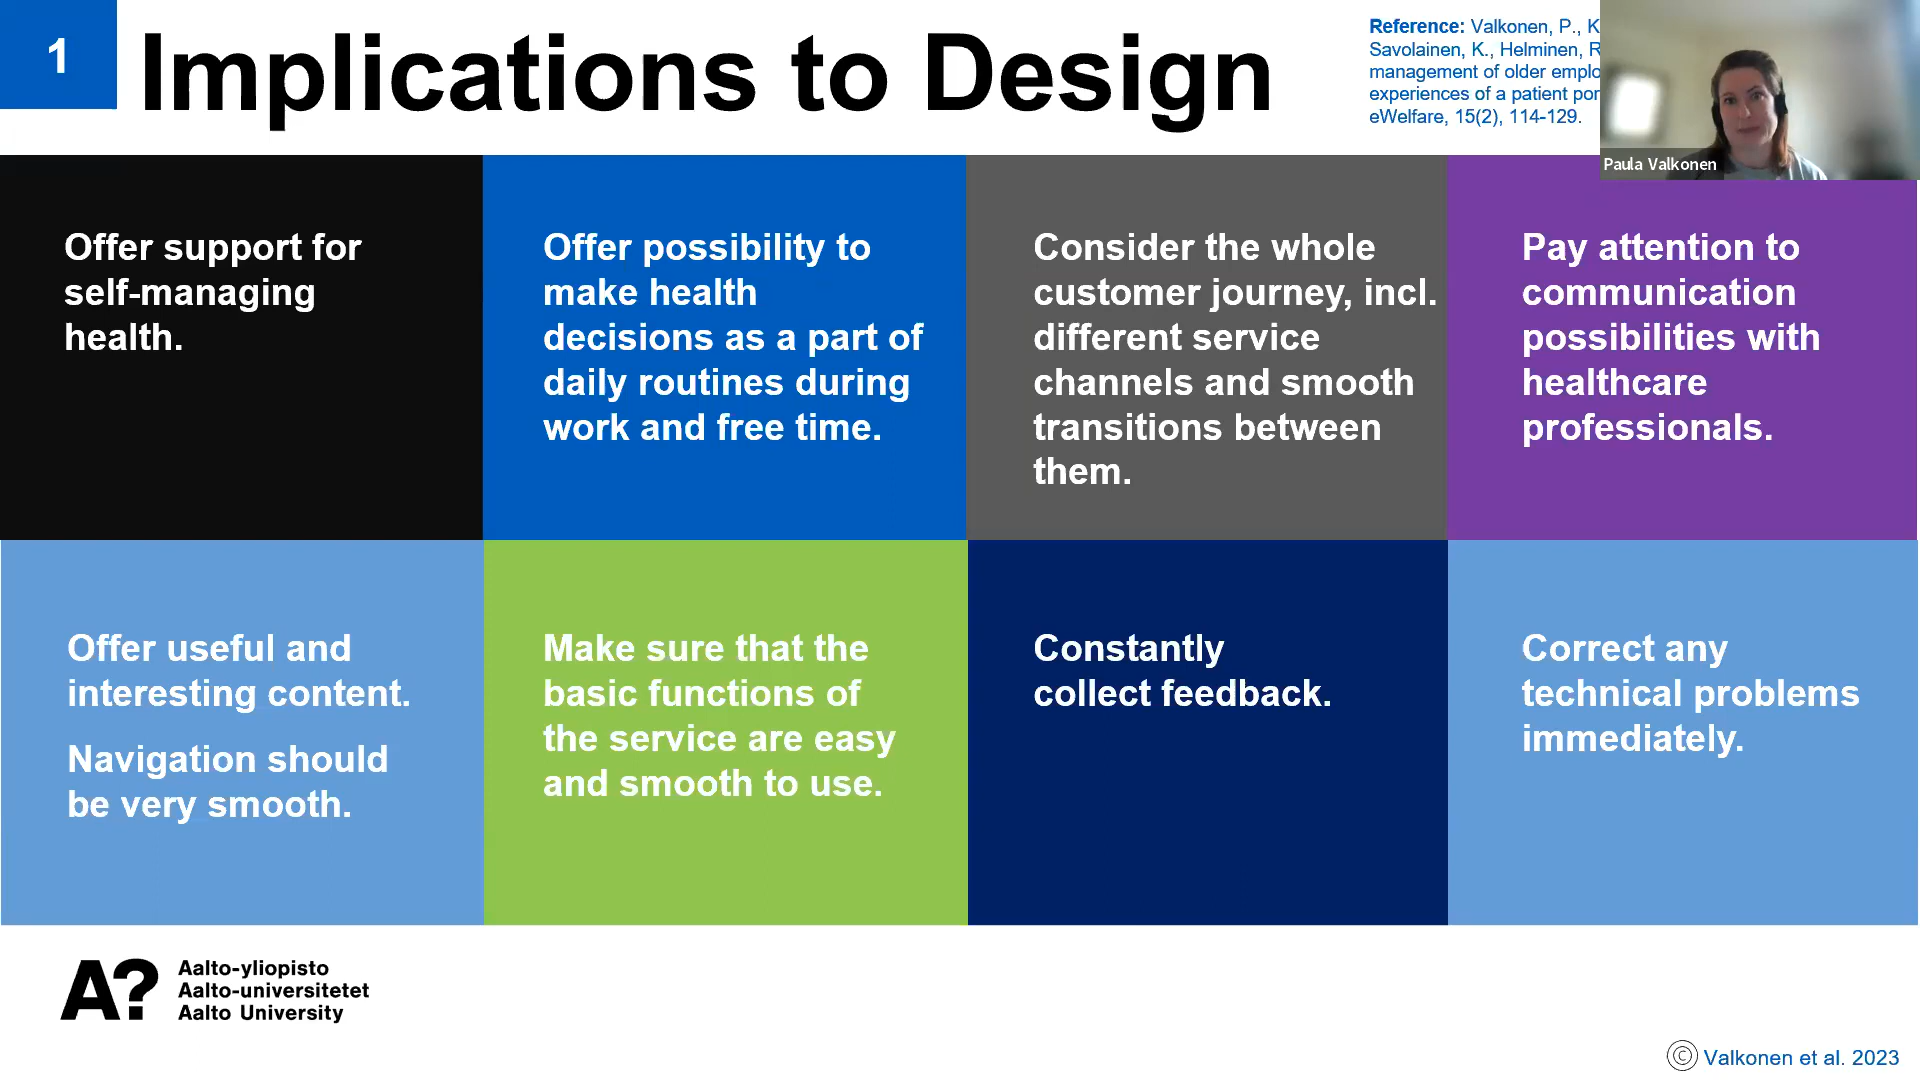 1
Implications to Design
Reference: Valkonen, P., K
Savolainen, K., Helminen, R
management of older emplo
experiences of a patient por
eWelfare, 15(2), 114-129.
Paula Valkonen
Offer support for
self-managing
health.
Offer possibility to
make health
decisions as a part of
daily routines during
work and free time.
Consider the whole
customer journey, incl.
different service
channels and smooth
transitions between
them.
Pay attention to
communication
possibilities with
healthcare
professionals.
Offer useful and
interesting content.
Navigation should
be very smooth.
Make sure that the
basic functions of
the service are easy
and smooth to use.
Constantly
collect feedback.
Correct any
technical problems
immediately.
A?
Aalto-yliopisto
Aalto-universitetet
Aalto University
© Valkonen et al. 2023